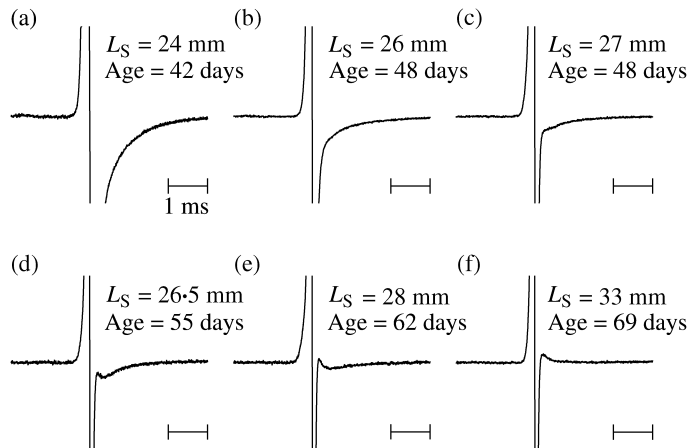 (a)
L_S = 24 mm
Age = 42 days
1 ms
(b)
L_S = 26 mm
Age = 48 days
(c)
L_S = 27 mm
Age = 48 days
(d)
L_S = 26·5 mm
Age = 55 days
(e)
L_S = 28 mm
Age = 62 days
(f)
L_S = 33 mm
Age = 69 days